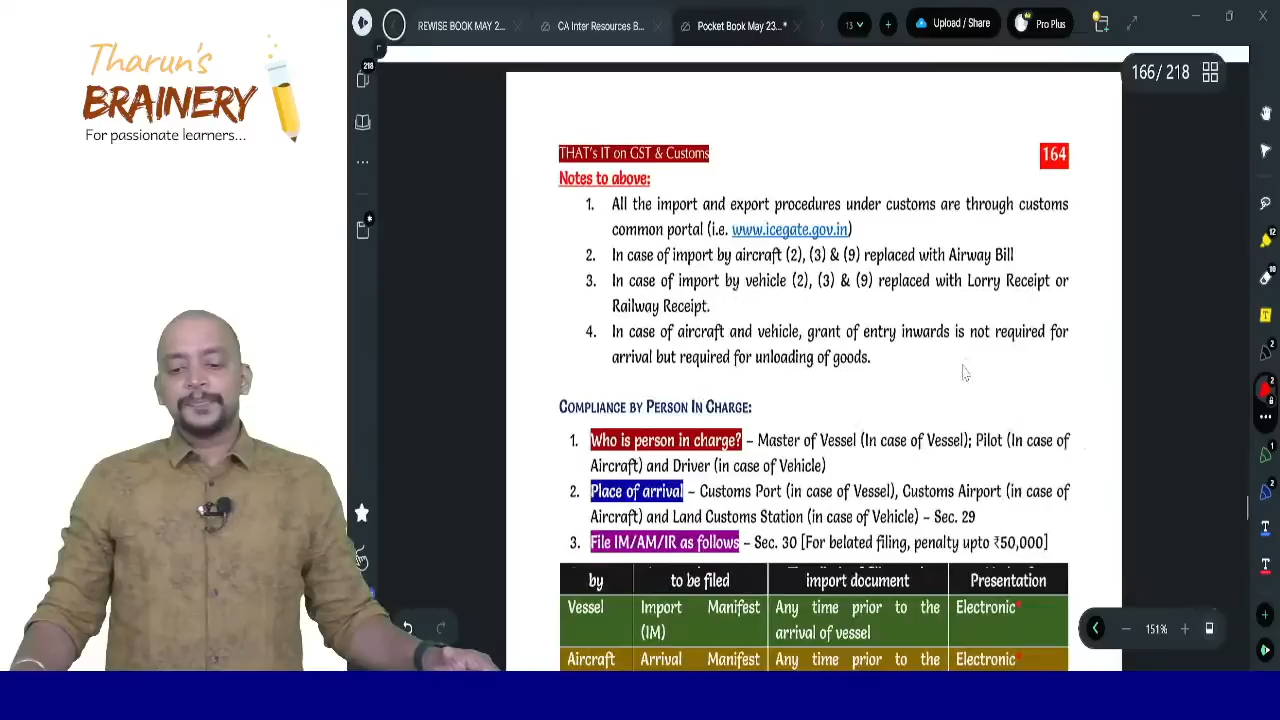 Tharun's
BRAINERY
For passionate learners...
REWISE BOOK MAY 2...
CA Inter Resources B...
Pocket Book May 23...*
13
Upload / Share
Pro Plus
218
166/ 218
THAT's IT on GST & Customs
164
Notes to above:
1. All the import and export procedures under customs are through customs
common portal (i.e. www.icegate.gov.in)
2. In case of import by aircraft (2), (3) & (9) replaced with Airway Bill
3. In case of import by vehicle (2), (3) & (9) replaced with Lorry Receipt or
Railway Receipt.
4. In case of aircraft and vehicle, grant of entry inwards is not required for
arrival but required for unloading of goods.
COMPLIANCE BY PERSON IN CHARGE:
1. Who is person in charge? – Master of Vessel (In case of Vessel); Pilot (In case of
Aircraft) and Driver (in case of Vehicle)
2. Place of arrival – Customs Port (in case of Vessel), Customs Airport (in case of
Aircraft) and Land Customs Station (in case of Vehicle) – Sec. 29
3. File IM/AM/IR as follows – Sec. 30 [For belated filing, penalty upto ₹50,000]
by to be filed import document Presentation
Vessel Import Manifest Any time prior to the Electronic*
(IM) arrival of vessel
Aircraft Arrival Manifest Any time prior to the Electronic*
151%